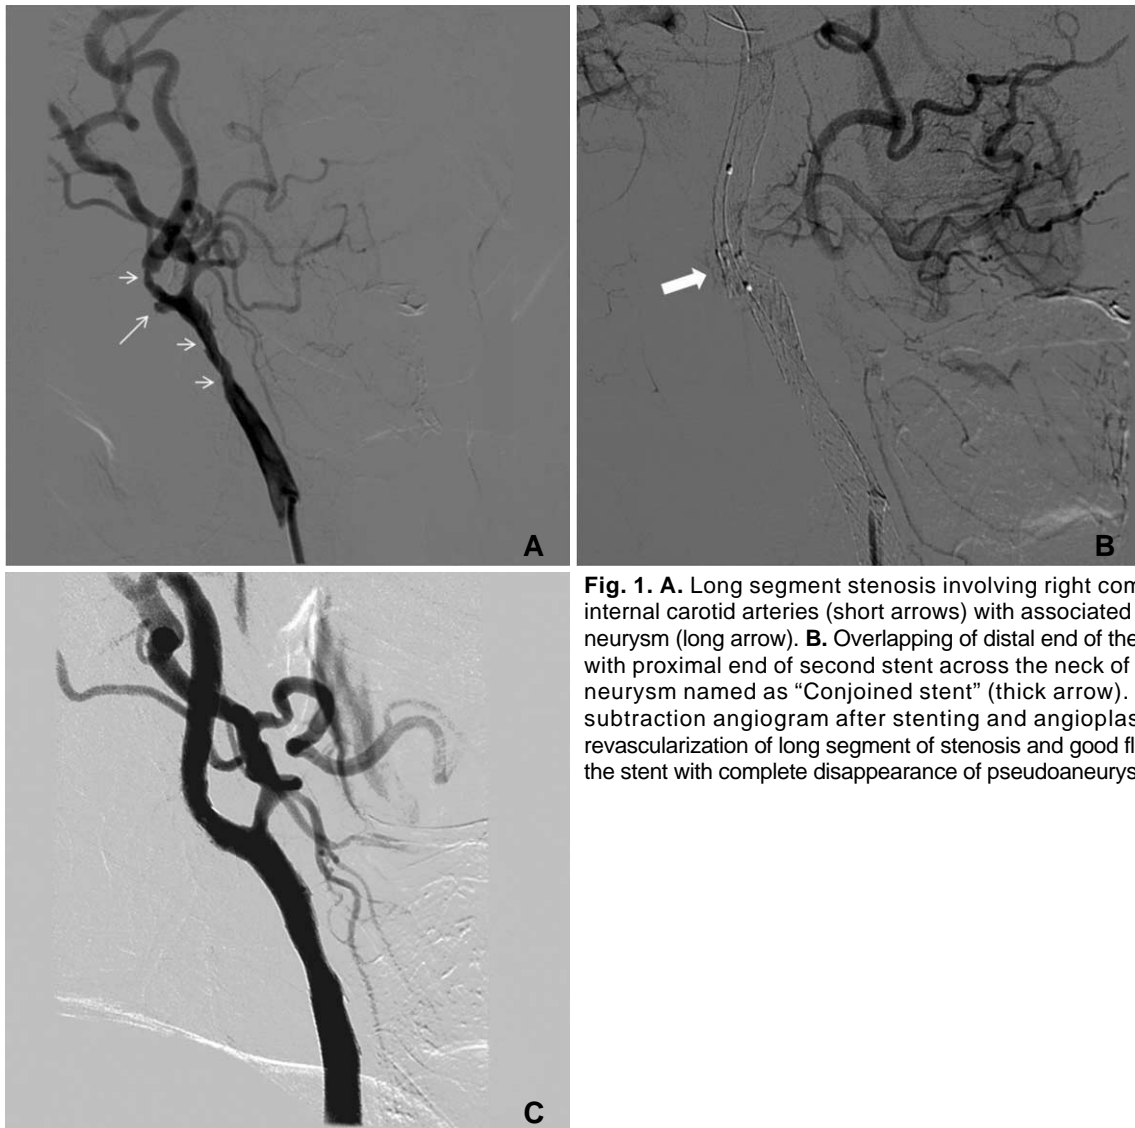 A
B
Fig. 1. A. Long segment stenosis involving right com
internal carotid arteries (short arrows) with associated
neurysm (long arrow). B. Overlapping of distal end of the
with proximal end of second stent across the neck of
neurysm named as “Conjoined stent” (thick arrow).
subtraction angiogram after stenting and angioplas
revascularization of long segment of stenosis and good fl
the stent with complete disappearance of pseudoaneurys
C